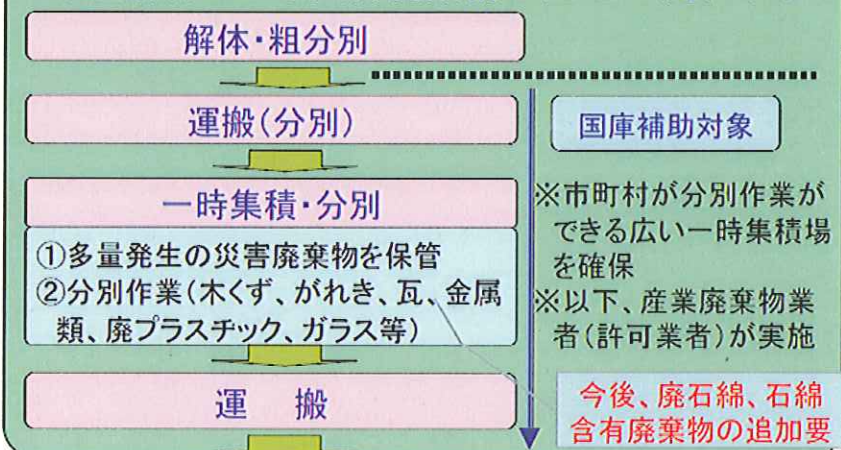 解体・粗分別
運搬(分別)
国庫補助対象
一時集積・分別
①多量発生の災害廃棄物を保管
②分別作業(木くず、がれき、瓦、金属
類、廃プラスチック、ガラス等)
※市町村が分別作業が
できる広い一時集積場
を確保
※以下、産業廃棄物業
者(許可業者)が実施
運　搬
今後、廃石綿、石綿
含有廃棄物の追加要